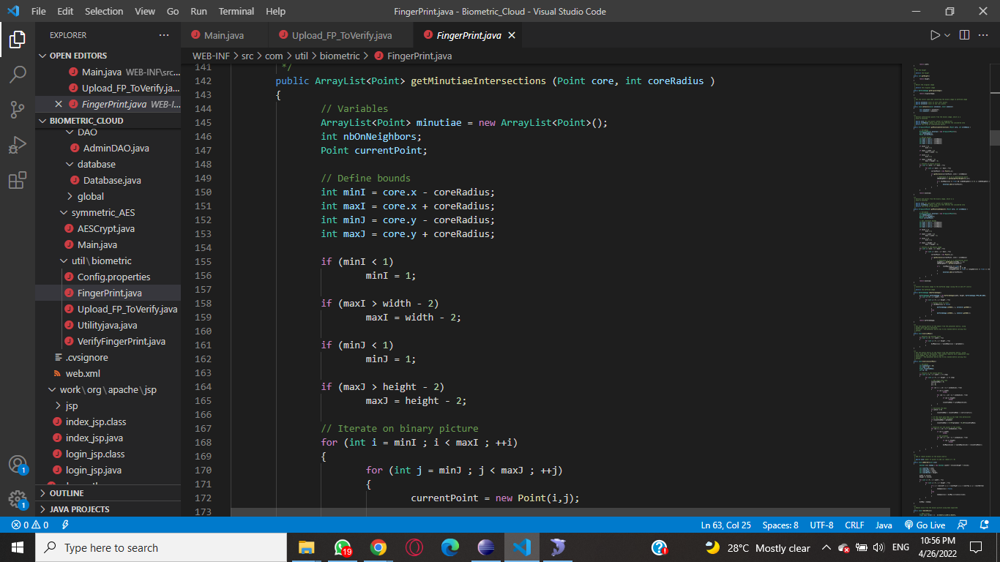 File Edit Selection View Go Run Terminal Help FingerPrint.java - Biometric_Cloud - Visual Studio Code
EXPLORER
OPEN EDITORS
Main.java WEB-INF\src...
Upload_FP_ToVerify.ja...
FingerPrint.java WEB-I...
BIOMETRIC_CLOUD
DAO
AdminDAO.java
database
Database.java
global
symmetric_AES
AESCrypt.java
Main.java
util\biometric
Config.properties
FingerPrint.java
Upload_FP_ToVerify.java
Utilityjava.java
VerifyFingerPrint.java
.cvsignore
web.xml
work\org\apache\jsp
jsp
index_jsp.class
index_jsp.java
login_jsp.class
login_jsp.java
OUTLINE
JAVA PROJECTS
1
1
Main.java Upload_FP_ToVerify.java FingerPrint.java
WEB-INF > src > com > util > biometric > FingerPrint.java
141 */
142 public ArrayList<Point> getMinutiaeIntersections (Point core, int coreRadius )
143 {
144 // Variables
145 ArrayList<Point> minutiae = new ArrayList<Point>();
146 int nbOnNeighbors;
147 Point currentPoint;
148
149 // Define bounds
150 int minI = core.x - coreRadius;
151 int maxI = core.x + coreRadius;
152 int minJ = core.y - coreRadius;
153 int maxJ = core.y + coreRadius;
154
155 if (minI < 1)
156 minI = 1;
157
158 if (maxI > width - 2)
159 maxI = width - 2;
160
161 if (minJ < 1)
162 minJ = 1;
163
164 if (maxJ > height - 2)
165 maxJ = height - 2;
166
167 // Iterate on binary picture
168 for (int i = minI ; i < maxI ; ++i)
169 {
170 for (int j = minJ ; j < maxJ ; ++j)
171 {
172 currentPoint = new Point(i,j);
173
0 0 Ln 63, Col 25 Spaces: 8 UTF-8 CRLF Java Go Live
Type here to search 19 28°C Mostly clear ENG 10:56 PM
4/26/2022